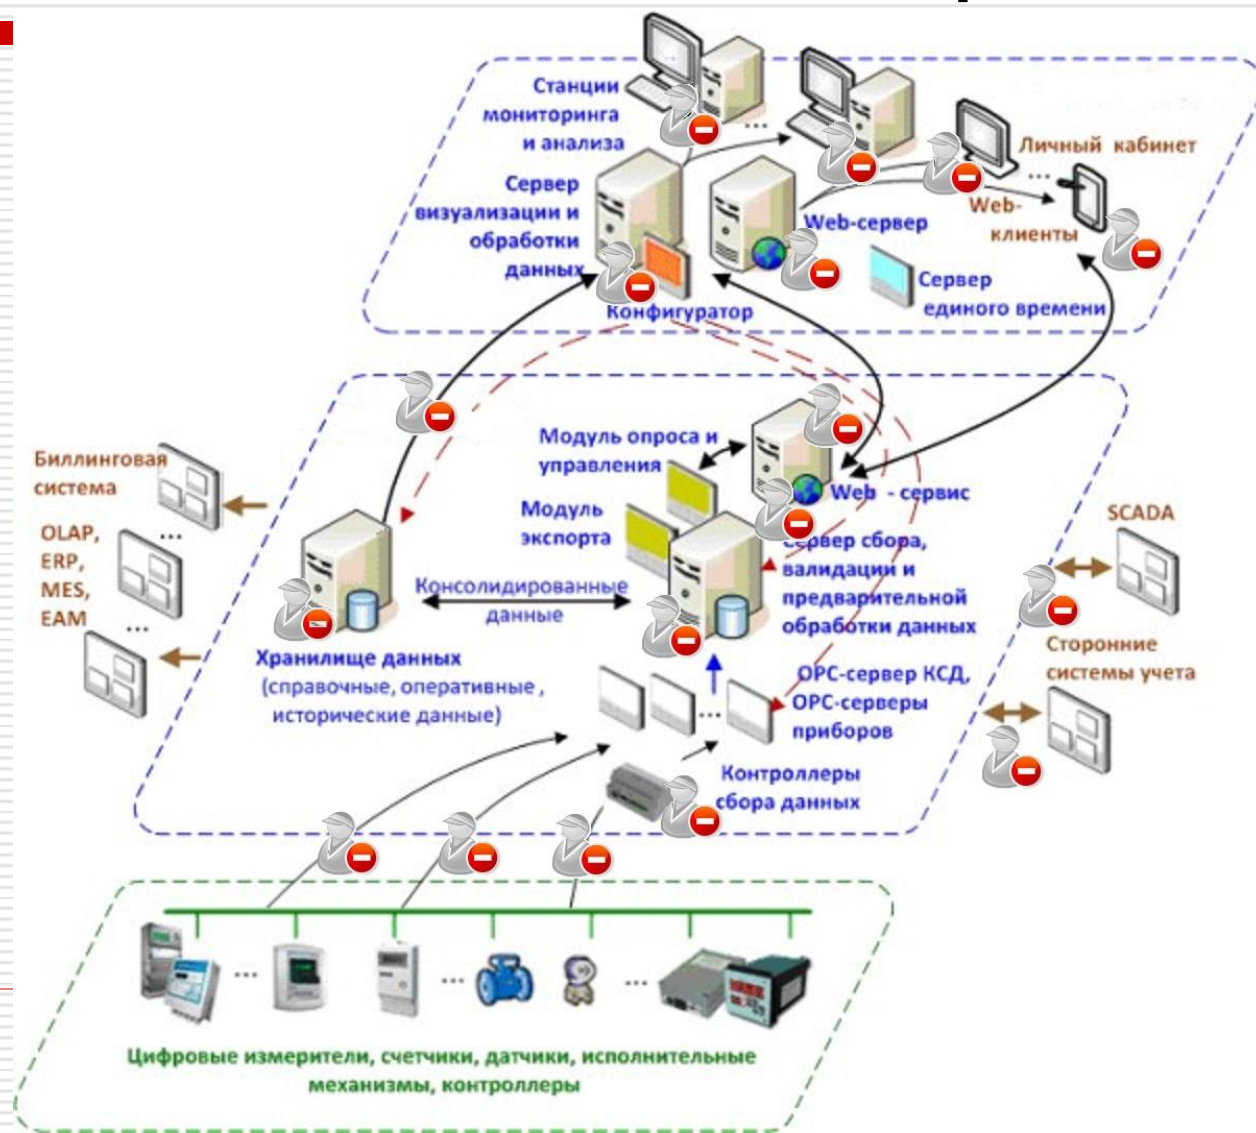 Станции
мониторинга
и анализа
Личный кабинет
Сервер
визуализации и
обработки
данных
Web-сервер
Web-
клиенты
Сервер
единого времени
Конфигуратор
Модуль опроса и
управления
Web - сервис
Модуль
экспорта
Биллинговая
система
OLAP,
ERP,
MES,
EAM
SCADA
Сервер сбора,
валидации и
предварительной
обработки данных
Консолидированные
данные
Хранилище данных
(справочные, оперативные,
исторические данные)
Сторонние
системы учета
ОРС-сервер КСД,
ОРС-серверы
приборов
Контроллеры
сбора данных
Цифровые измерители, счетчики, датчики, исполнительные
механизмы, контроллеры